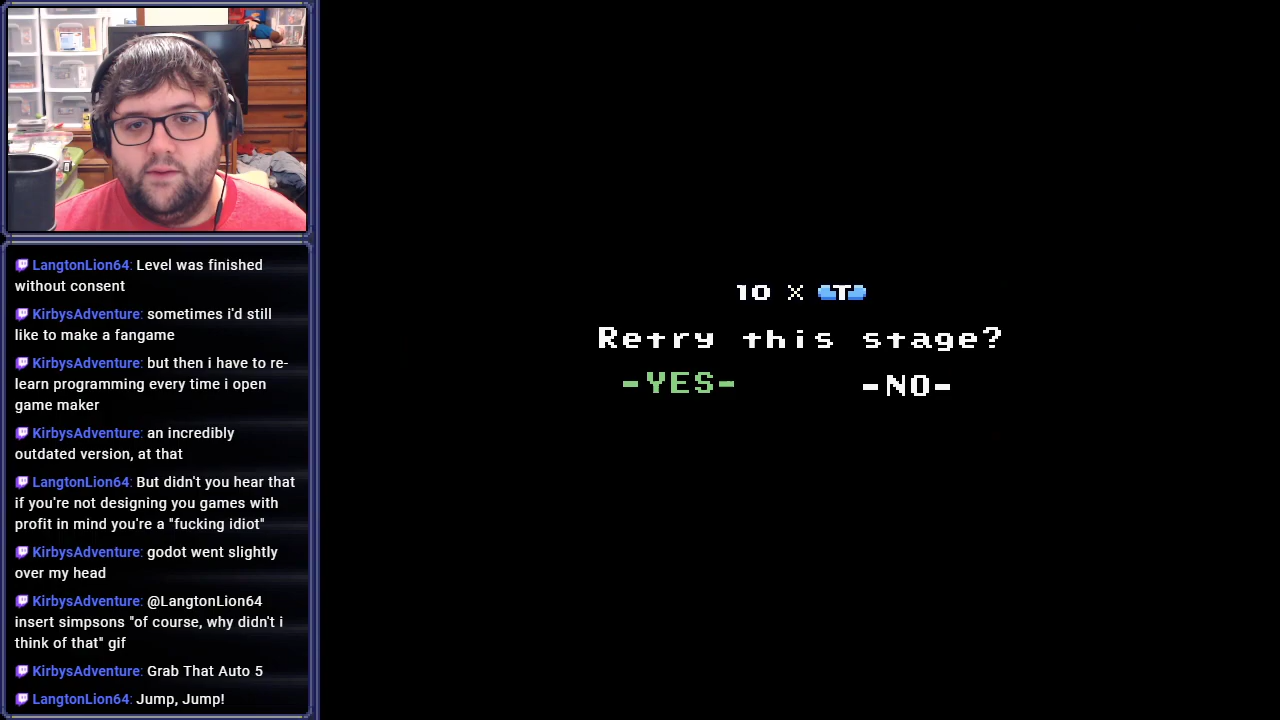 LangtonLion64: Level was finished
without consent
KirbysAdventure: sometimes i'd still
like to make a fangame
KirbysAdventure: but then i have to re-
learn programming every time i open
game maker
KirbysAdventure: an incredibly
outdated version, at that
LangtonLion64: But didn't you hear that
if you're not designing you games with
profit in mind you're a "fucking idiot"
KirbysAdventure: godot went slightly
over my head
KirbysAdventure: @LangtonLion64
insert simpsons "of course, why didn't i
think of that" gif
KirbysAdventure: Grab That Auto 5
LangtonLion64: Jump, Jump!
10 × T
Retry this stage?
-YES- -NO-